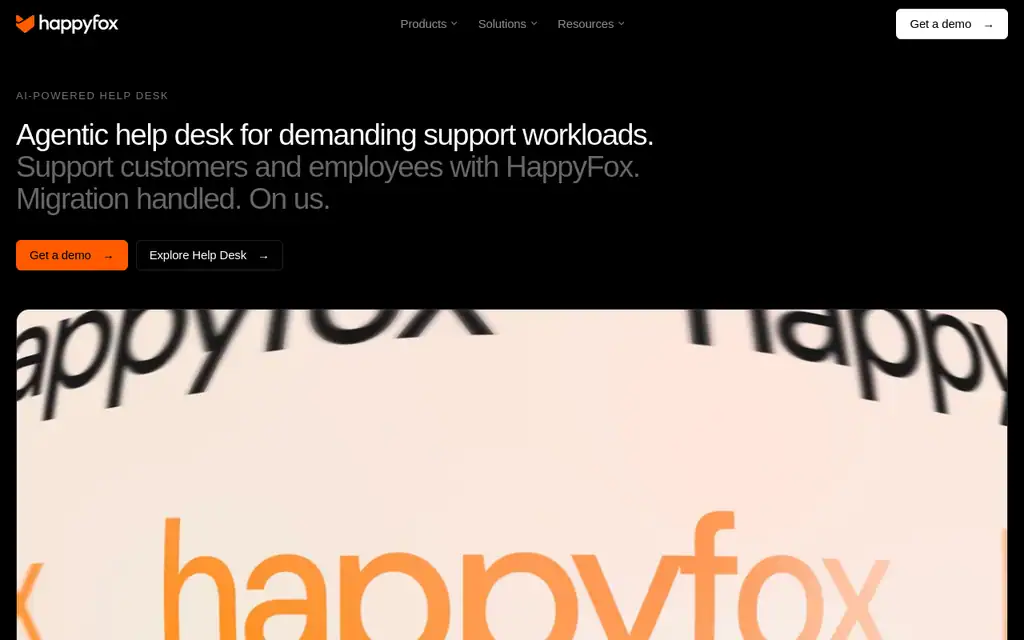 happyfox
Products
Solutions
Resources
Get a demo →
AI-POWERED HELP DESK
Agentic help desk for demanding support workloads.
Support customers and employees with HappyFox.
Migration handled. On us.
Get a demo →
Explore Help Desk →
appyfox
happy
x
happyfox